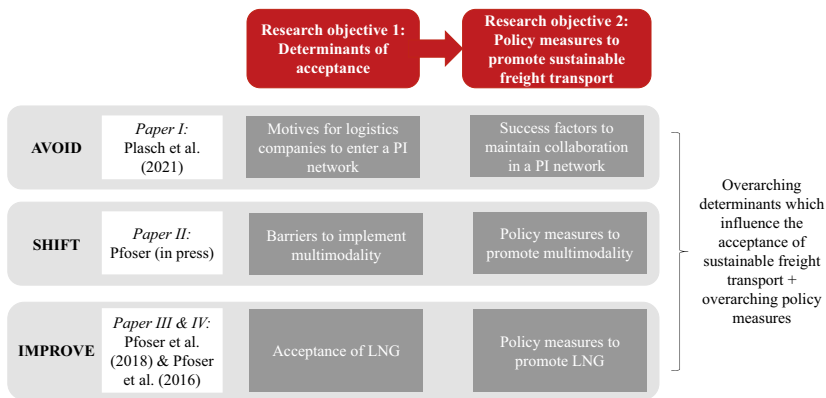 Research objective 1:
Determinants of
acceptance
Research objective 2:
Policy measures to
promote sustainable
freight transport
AVOID
Paper I:
Plasch et al.
(2021)
Motives for logistics
companies to enter a PI
network
Success factors to
maintain collaboration
in a PI network
SHIFT
Paper II:
Pfoser (in press)
Barriers to implement
multimodality
Policy measures to
promote multimodality
IMPROVE
Paper III & IV:
Pfoser et al.
(2018) & Pfoser
et al. (2016)
Acceptance of LNG
Policy measures to
promote LNG
Overarching
determinants which
influence the
acceptance of
sustainable freight
transport +
overarching policy
measures